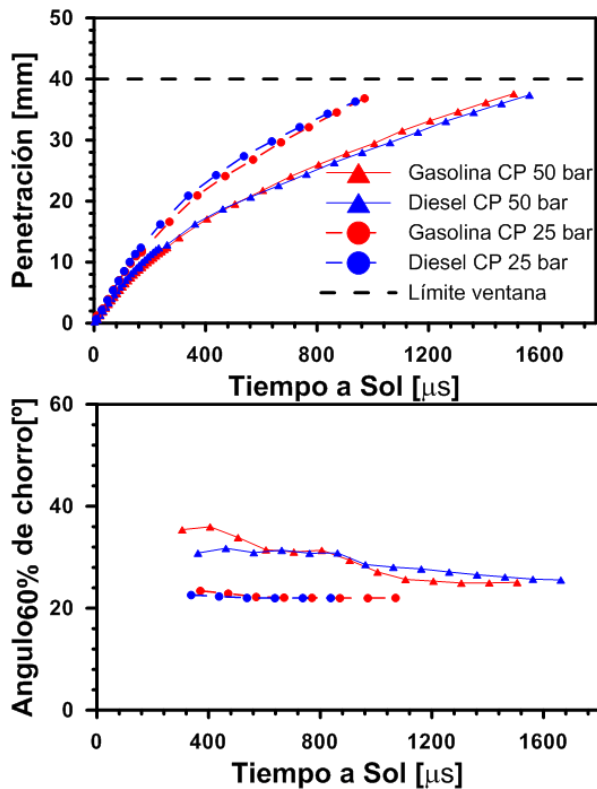 50
40
30
20
10
0
Penetración [mm]
Gasolina CP 50 bar
Diesel CP 50 bar
Gasolina CP 25 bar
Diesel CP 25 bar
Límite ventana
0 400 800 1200 1600
Tiempo a Sol [μs]
60
40
20
0
Angulo60% de chorro[º]
0 400 800 1200 1600
Tiempo a Sol [μs]